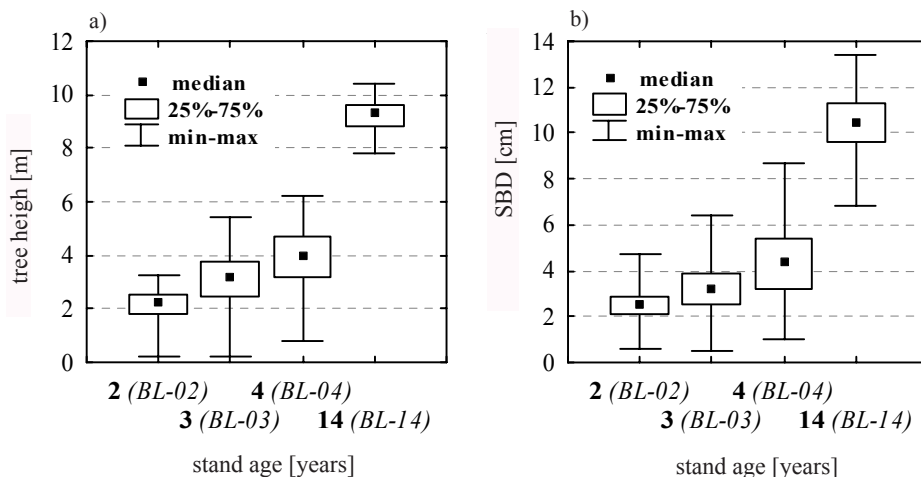 a)
tree heigh [m]
12
10
8
6
4
2
0
median
25%-75%
min-max
2 (BL-02)
4 (BL-04)
3 (BL-03)
14 (BL-14)
stand age [years]
b)
SBD [cm]
14
12
10
8
6
4
2
0
median
25%-75%
min-max
2 (BL-02)
4 (BL-04)
3 (BL-03)
14 (BL-14)
stand age [years]